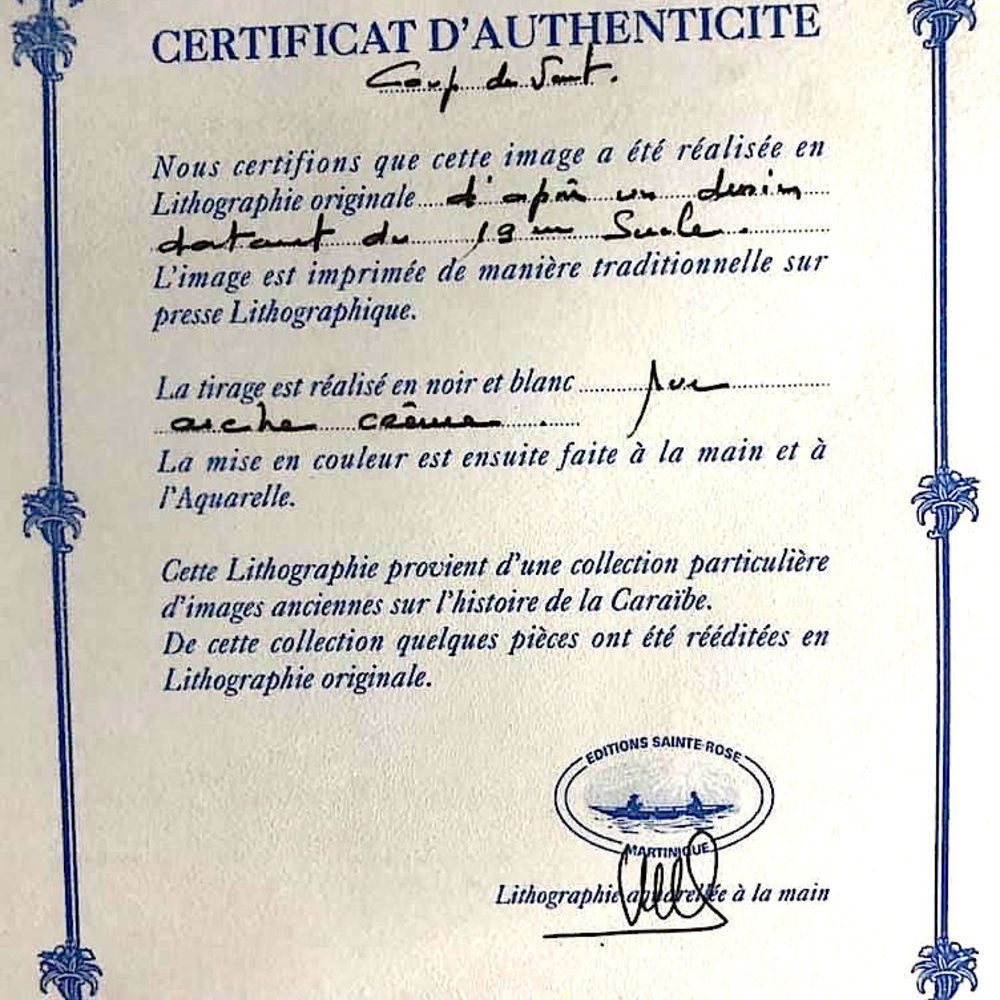 CERTIFICAT D'AUTHENTICITE
Coup de Vent.
Nous certifions que cette image a été réalisée en
Lithographie originale d'après un dessin
datant du 19em Siècle.
L'image est imprimée de manière traditionnelle sur
presse Lithographique.
La tirage est réalisé en noir et blanc sur
arche crème
La mise en couleur est ensuite faite à la main et à
l'Aquarelle.
Cette Lithographie provient d'une collection particulière
d'images anciennes sur l'histoire de la Caraïbe.
De cette collection quelques pièces ont été rééditées en
Lithographie originale.
EDITIONS SAINTE-ROSE
MARTINIQUE
Lithographie aquarellée à la main